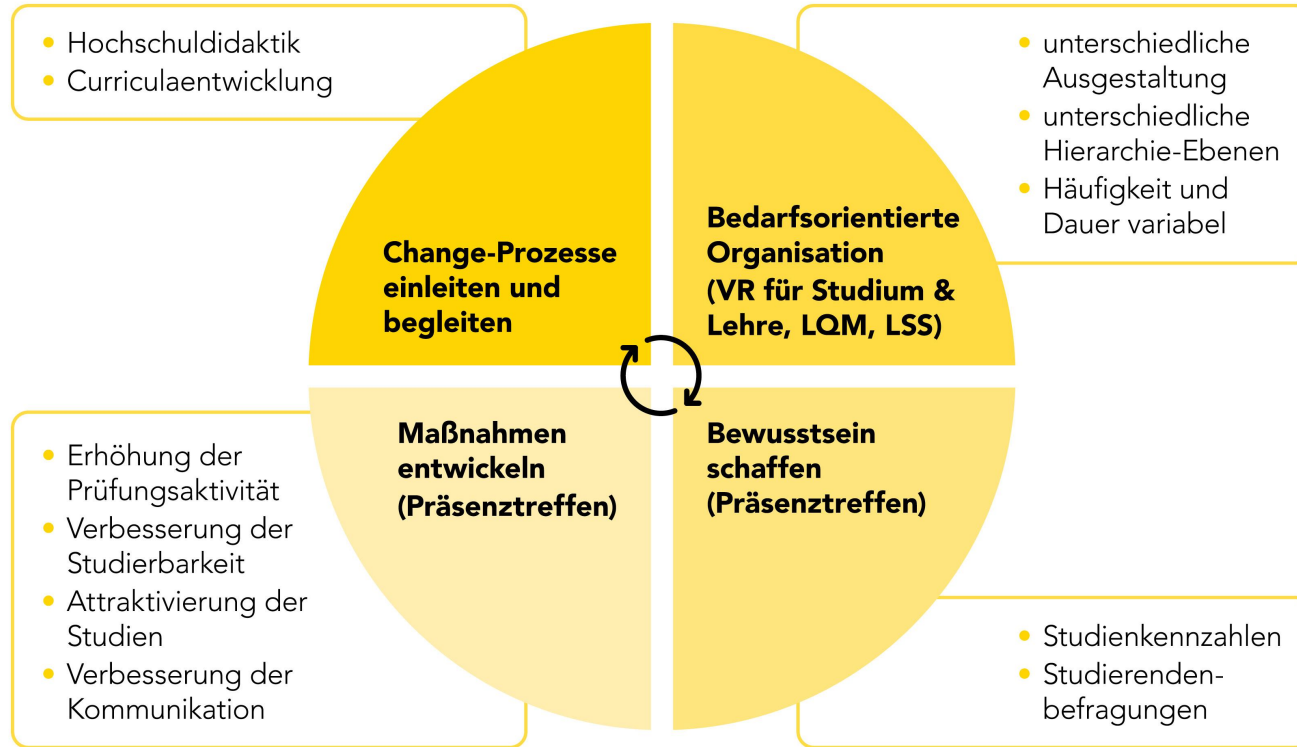 • Hochschuldidaktik
• Curriculaentwicklung
• unterschiedliche
Ausgestaltung
• unterschiedliche
Hierarchie-Ebenen
• Häufigkeit und
Dauer variabel
Change-Prozesse
einleiten und
begleiten
Bedarfsorientierte
Organisation
(VR für Studium &
Lehre, LQM, LSS)
Maßnahmen
entwickeln
(Präsenztreffen)
Bewusstsein
schaffen
(Präsenztreffen)
• Erhöhung der
Prüfungsaktivität
• Verbesserung der
Studierbarkeit
• Attraktivierung der
Studien
• Verbesserung der
Kommunikation
• Studienkennzahlen
• Studierenden-
befragungen